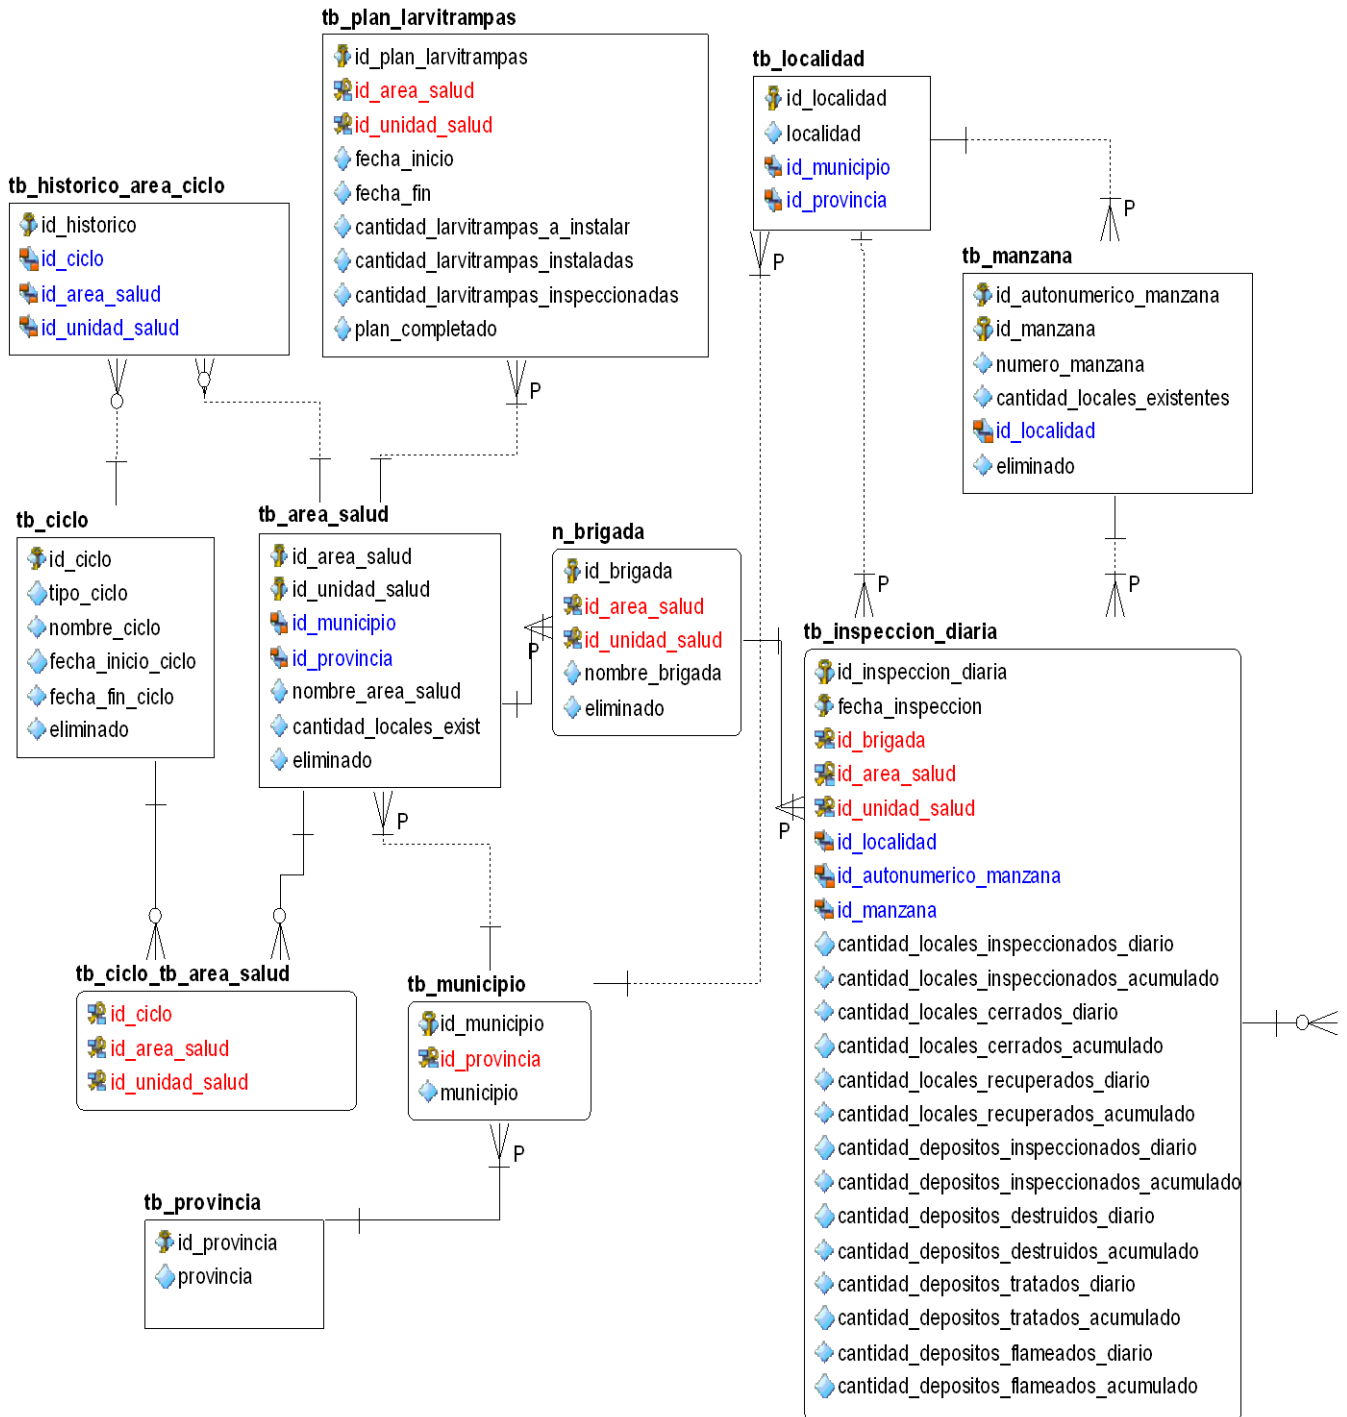 tb_plan_larvitrampas
id_plan_larvitrampas
id_area_salud
id_unidad_salud
fecha_inicio
fecha_fin
cantidad_larvitrampas_a_instalar
cantidad_larvitrampas_instaladas
cantidad_larvitrampas_inspeccionadas
plan_completado
P
tb_localidad
id_localidad
localidad
id_municipio
id_provincia
P
P
tb_historico_area_ciclo
id_historico
id_ciclo
id_area_salud
id_unidad_salud
tb_manzana
id_autonumerico_manzana
id_manzana
numero_manzana
cantidad_locales_existentes
id_localidad
eliminado
tb_ciclo
id_ciclo
tipo_ciclo
nombre_ciclo
fecha_inicio_ciclo
fecha_fin_ciclo
eliminado
tb_area_salud
id_area_salud
id_unidad_salud
id_municipio
id_provincia
nombre_area_salud
cantidad_locales_exist
eliminado
P
P
n_brigada
id_brigada
id_area_salud
id_unidad_salud
nombre_brigada
eliminado
P
P
P
tb_inspeccion_diaria
id_inspeccion_diaria
fecha_inspeccion
id_brigada
id_area_salud
id_unidad_salud
id_localidad
id_autonumerico_manzana
id_manzana
cantidad_locales_inspeccionados_diario
cantidad_locales_inspeccionados_acumulado
cantidad_locales_cerrados_diario
cantidad_locales_cerrados_acumulado
cantidad_locales_recuperados_diario
cantidad_locales_recuperados_acumulado
cantidad_depositos_inspeccionados_diario
cantidad_depositos_inspeccionados_acumulado
cantidad_depositos_destruidos_diario
cantidad_depositos_destruidos_acumulado
cantidad_depositos_tratados_diario
cantidad_depositos_tratados_acumulado
cantidad_depositos_flameados_diario
cantidad_depositos_flameados_acumulado
tb_ciclo_tb_area_salud
id_ciclo
id_area_salud
id_unidad_salud
tb_municipio
id_municipio
id_provincia
municipio
P
tb_provincia
id_provincia
provincia